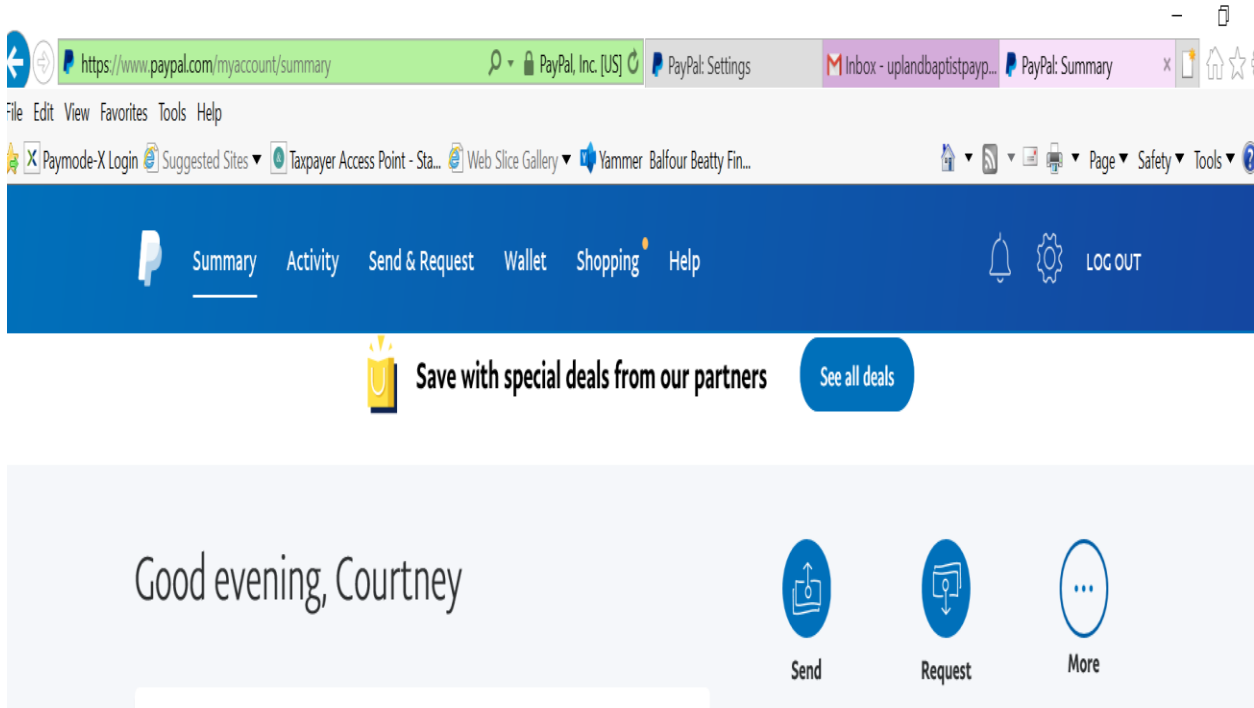 https://www.paypal.com/myaccount/summary PayPal, Inc. [US] PayPal: Settings Inbox - uplandbaptistpayp... PayPal: Summary
File Edit View Favorites Tools Help
Paymode-X Login Suggested Sites Taxpayer Access Point - Sta... Web Slice Gallery Yammer Balfour Beatty Fin... Page Safety Tools
Summary Activity Send & Request Wallet Shopping Help LOG OUT
Save with special deals from our partners See all deals
Good evening, Courtney
Send Request More